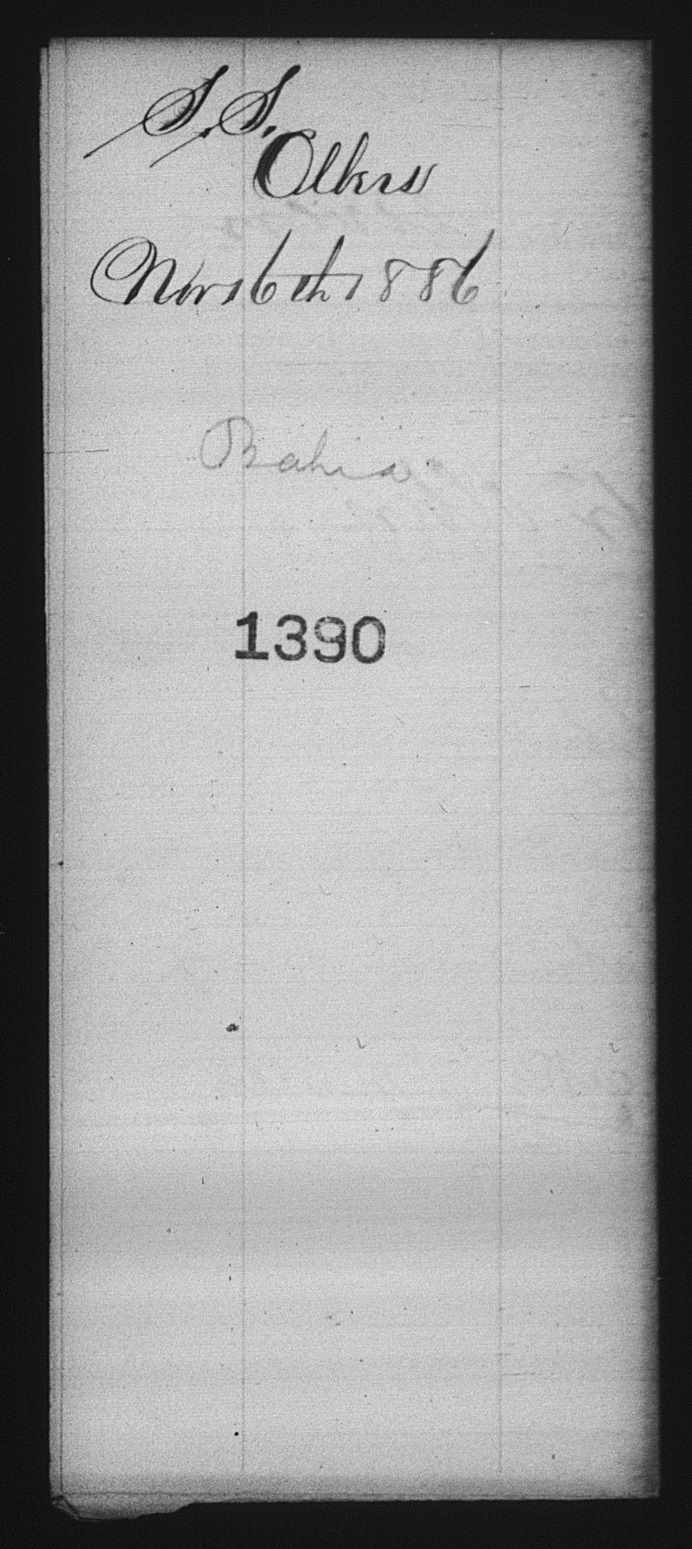 S.S.
Olbers
Nov 16th 1886
Bahia
1390